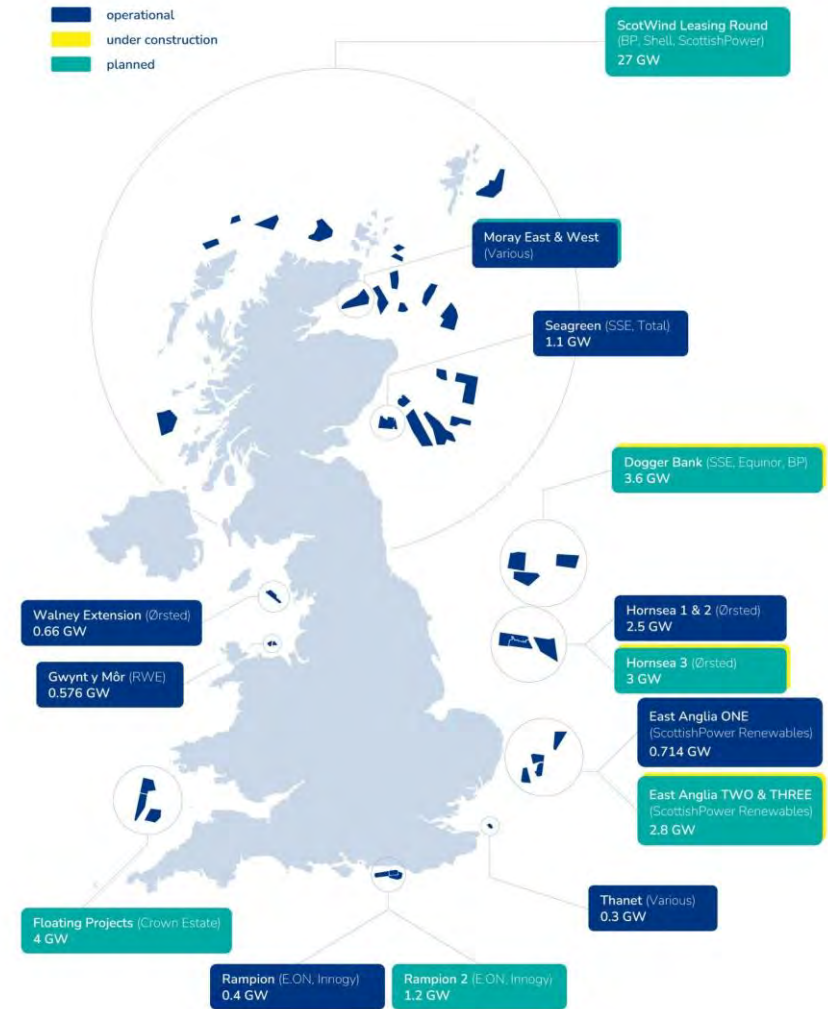 operational
under construction
planned
ScotWind Leasing Round
(BP, Shell, ScottishPower)
27 GW
Moray East & West
(Various)
Seagreen (SSE, Total)
1.1 GW
Dogger Bank (SSE, Equinor, BP)
3.6 GW
Walney Extension (Ørsted)
0.66 GW
Hornsea 1 & 2 (Ørsted)
2.5 GW
Gwynt y Môr (RWE)
0.576 GW
Hornsea 3 (Ørsted)
3 GW
East Anglia ONE
(ScottishPower Renewables)
0.714 GW
East Anglia TWO & THREE
(ScottishPower Renewables)
2.8 GW
Thanet (Various)
0.3 GW
Floating Projects (Crown Estate)
4 GW
Rampion (E.ON, Innogy)
0.4 GW
Rampion 2 (E.ON, Innogy)
1.2 GW